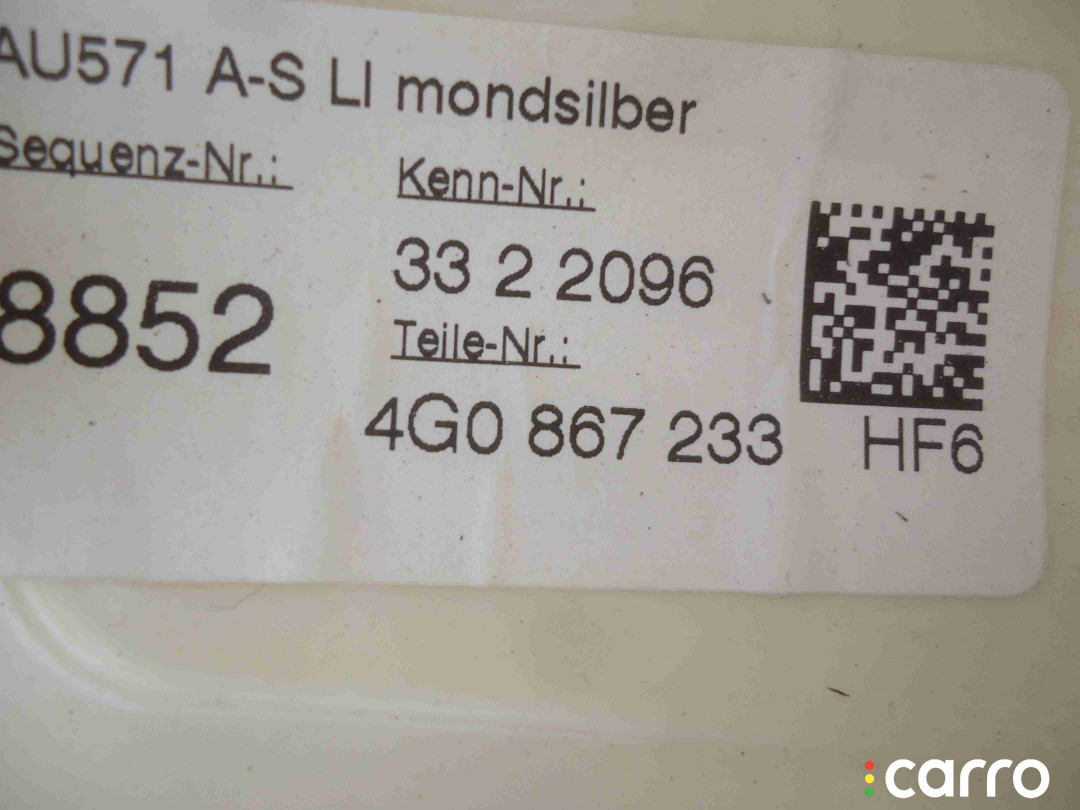 AU571 A-S LI mondsilber
Sequenz-Nr.: Kenn-Nr.:
33 2 2096
8852
Teile-Nr.:
4G0 867 233 HF6
carro